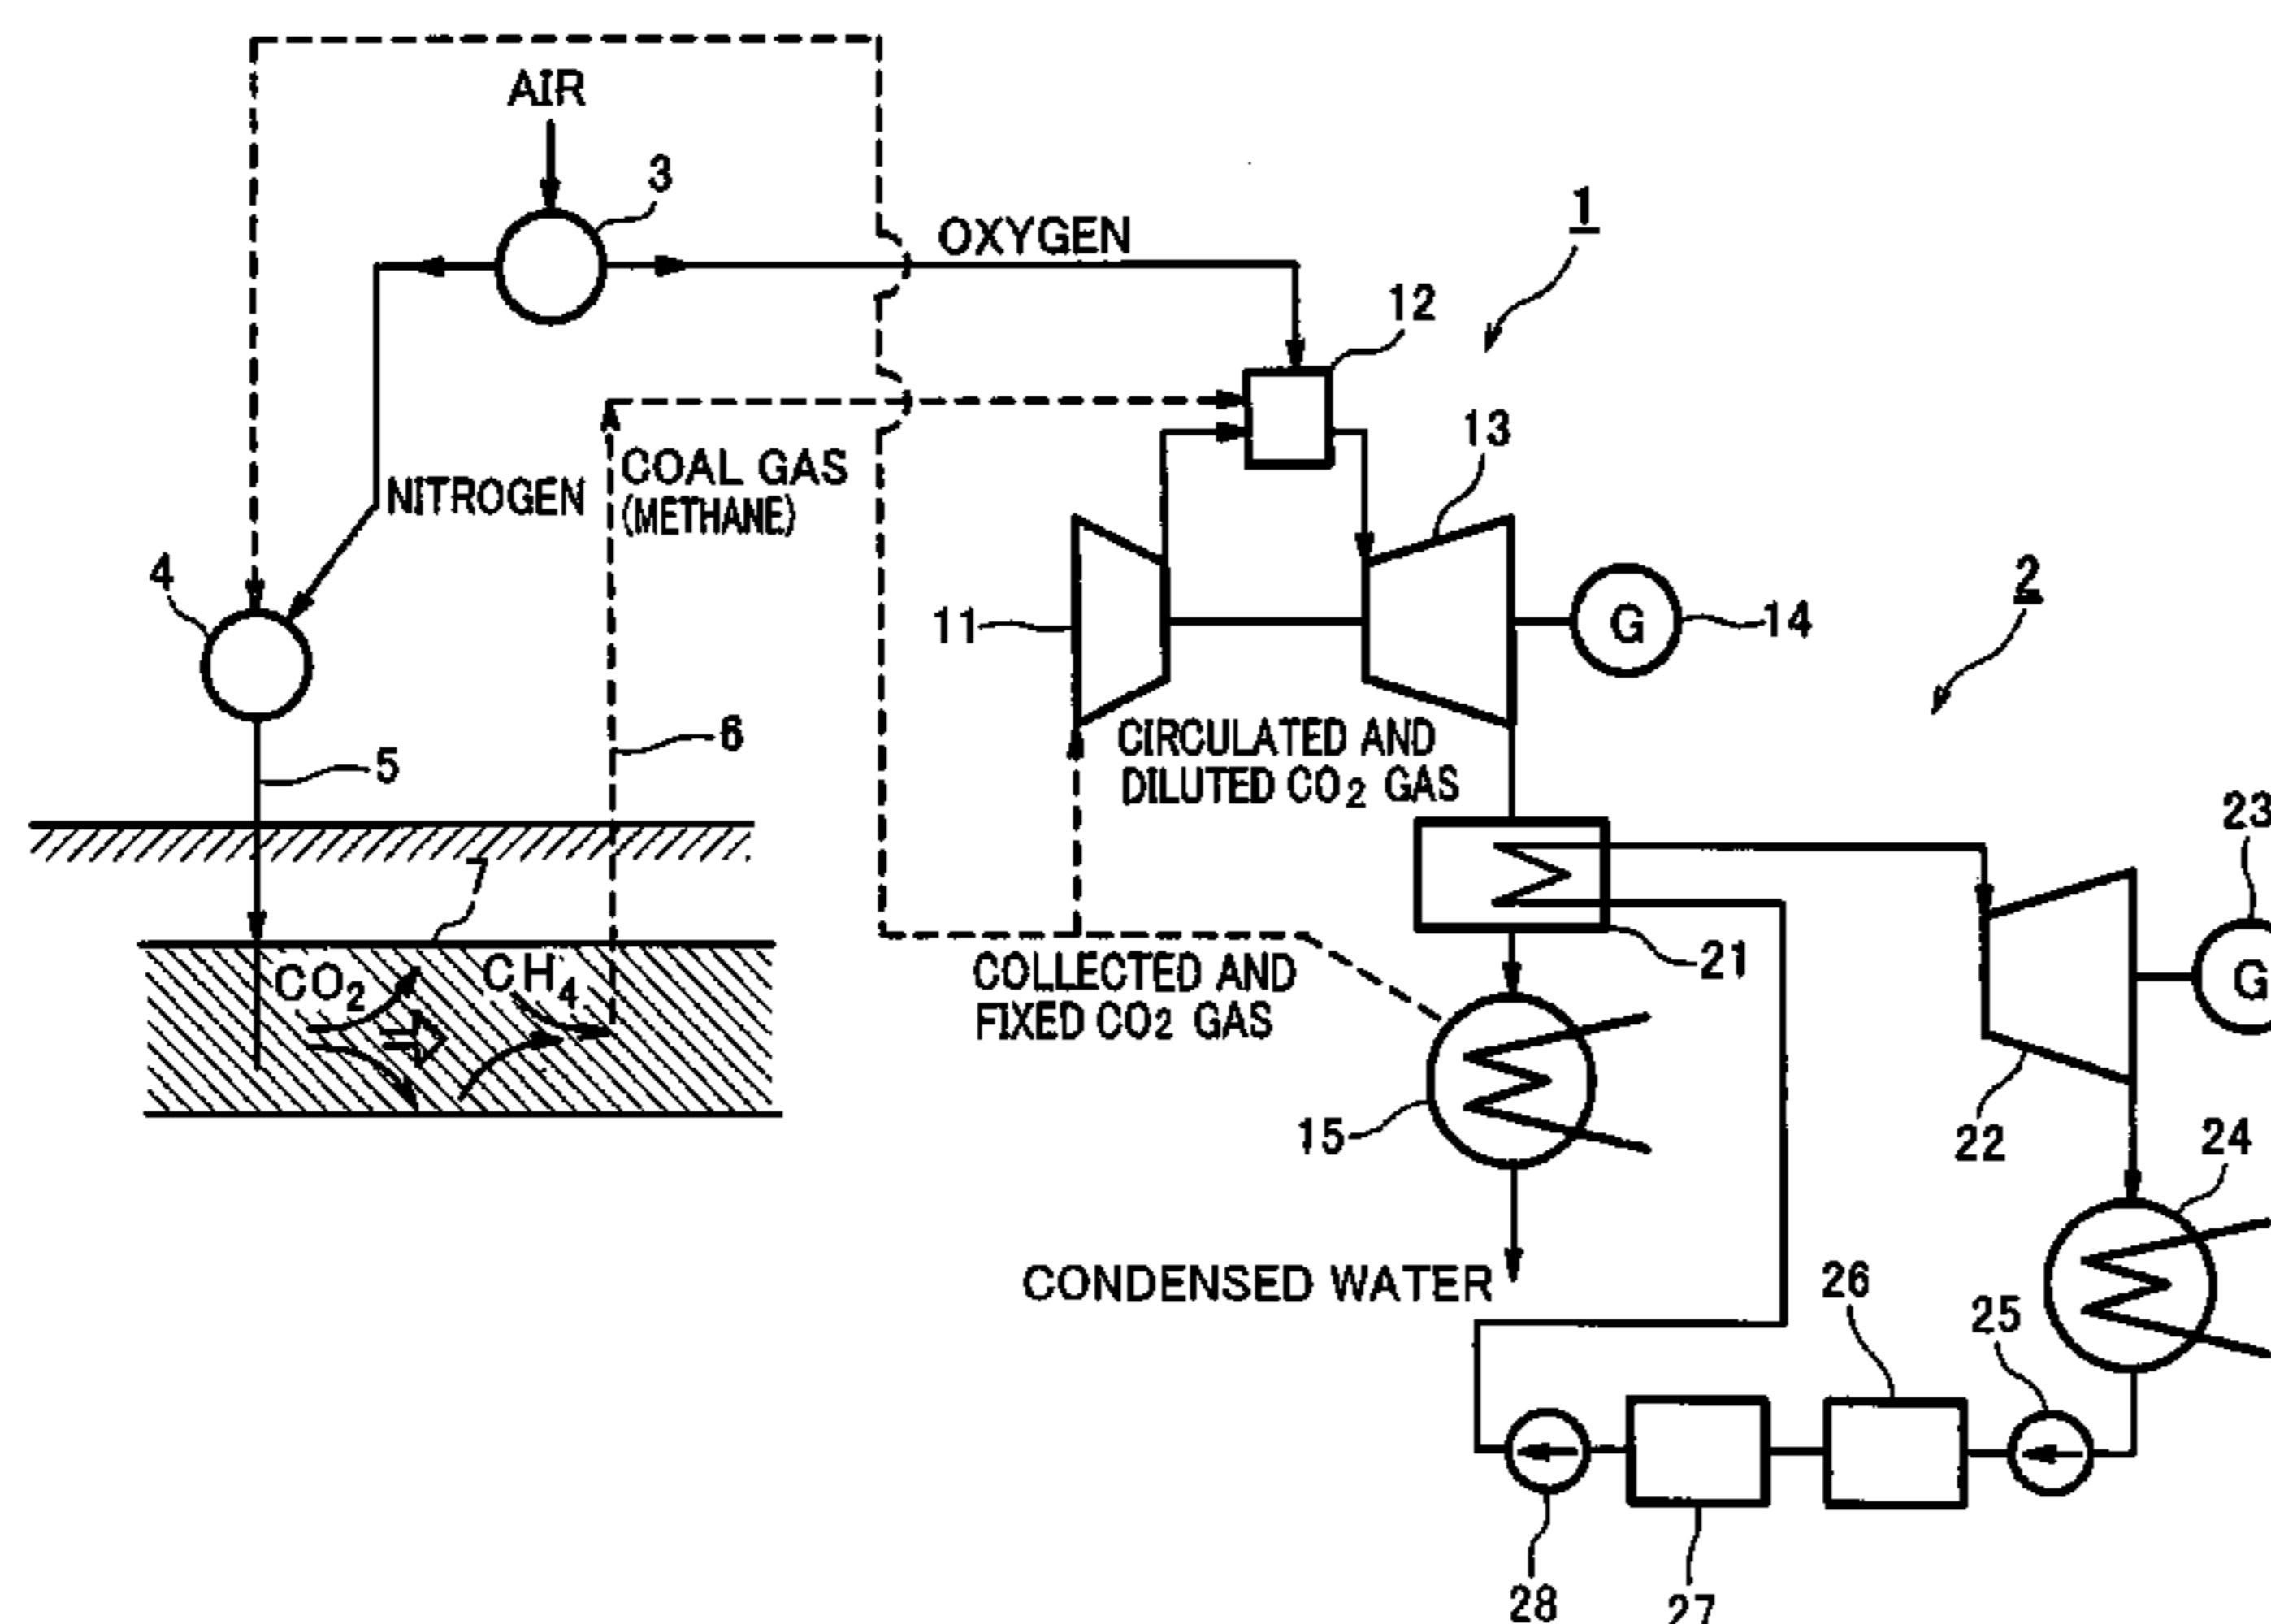 AIR
3
OXYGEN
1
12
13
COAL GAS
(METHANE)
NITROGEN
4
2
11
G
14
6
5
CIRCULATED AND
DILUTED CO2 GAS
23
7
CO2
CH4
COLLECTED AND
FIXED CO2 GAS
21
G
15
22
24
CONDENSED WATER
26
25
28
27